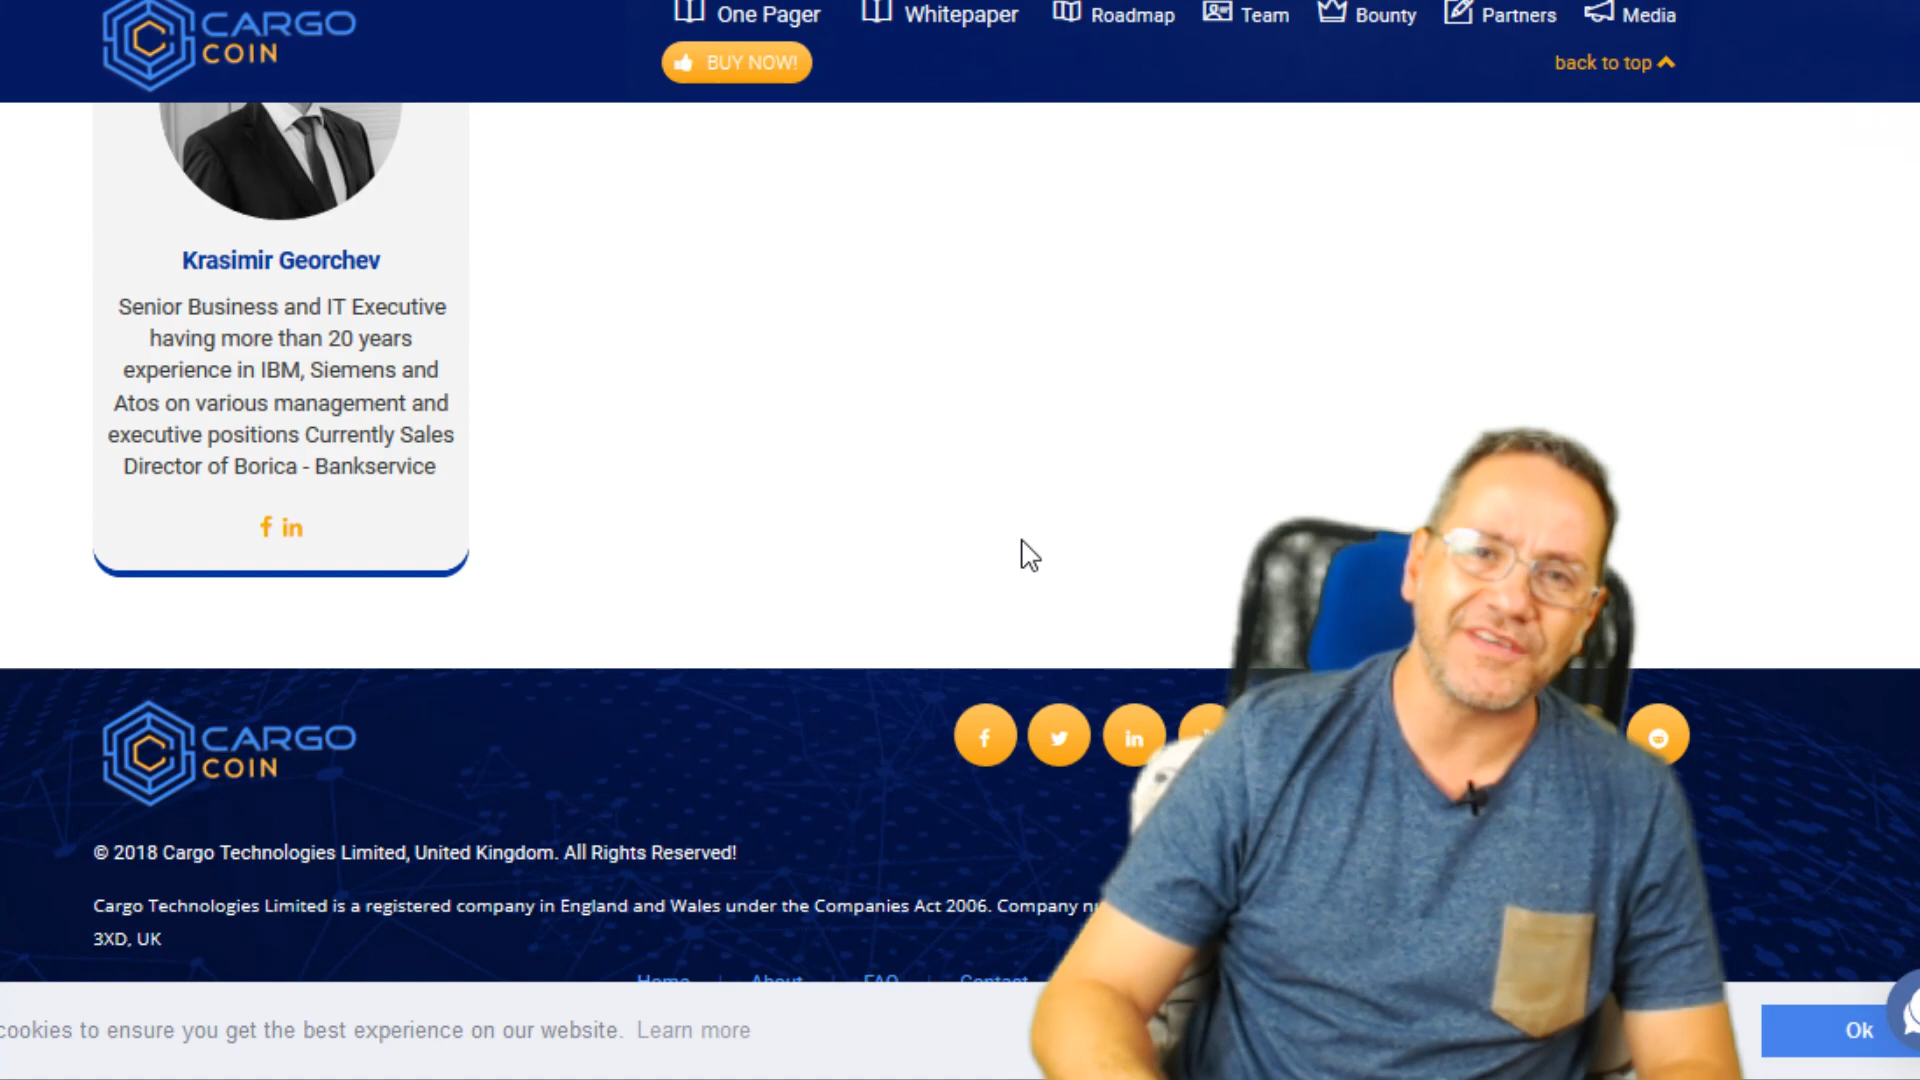 CARGO
COIN
One Pager
Whitepaper
Roadmap
Team
Bounty
Partners
Media
BUY NOW!
back to top
Krasimir Georchev
Senior Business and IT Executive
having more than 20 years
experience in IBM, Siemens and
Atos on various management and
executive positions Currently Sales
Director of Borica - Bankservice
CARGO
COIN
© 2018 Cargo Technologies Limited, United Kingdom. All Rights Reserved!
Cargo Technologies Limited is a registered company in England and Wales under the Companies Act 2006. Company
3XD, UK
Home
About
FAQ
Contact
cookies to ensure you get the best experience on our website. Learn more
Ok